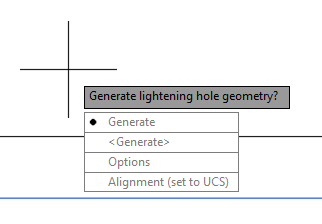 Generate lightening hole geometry?
Generate
<Generate>
Options
Alignment (set to UCS)